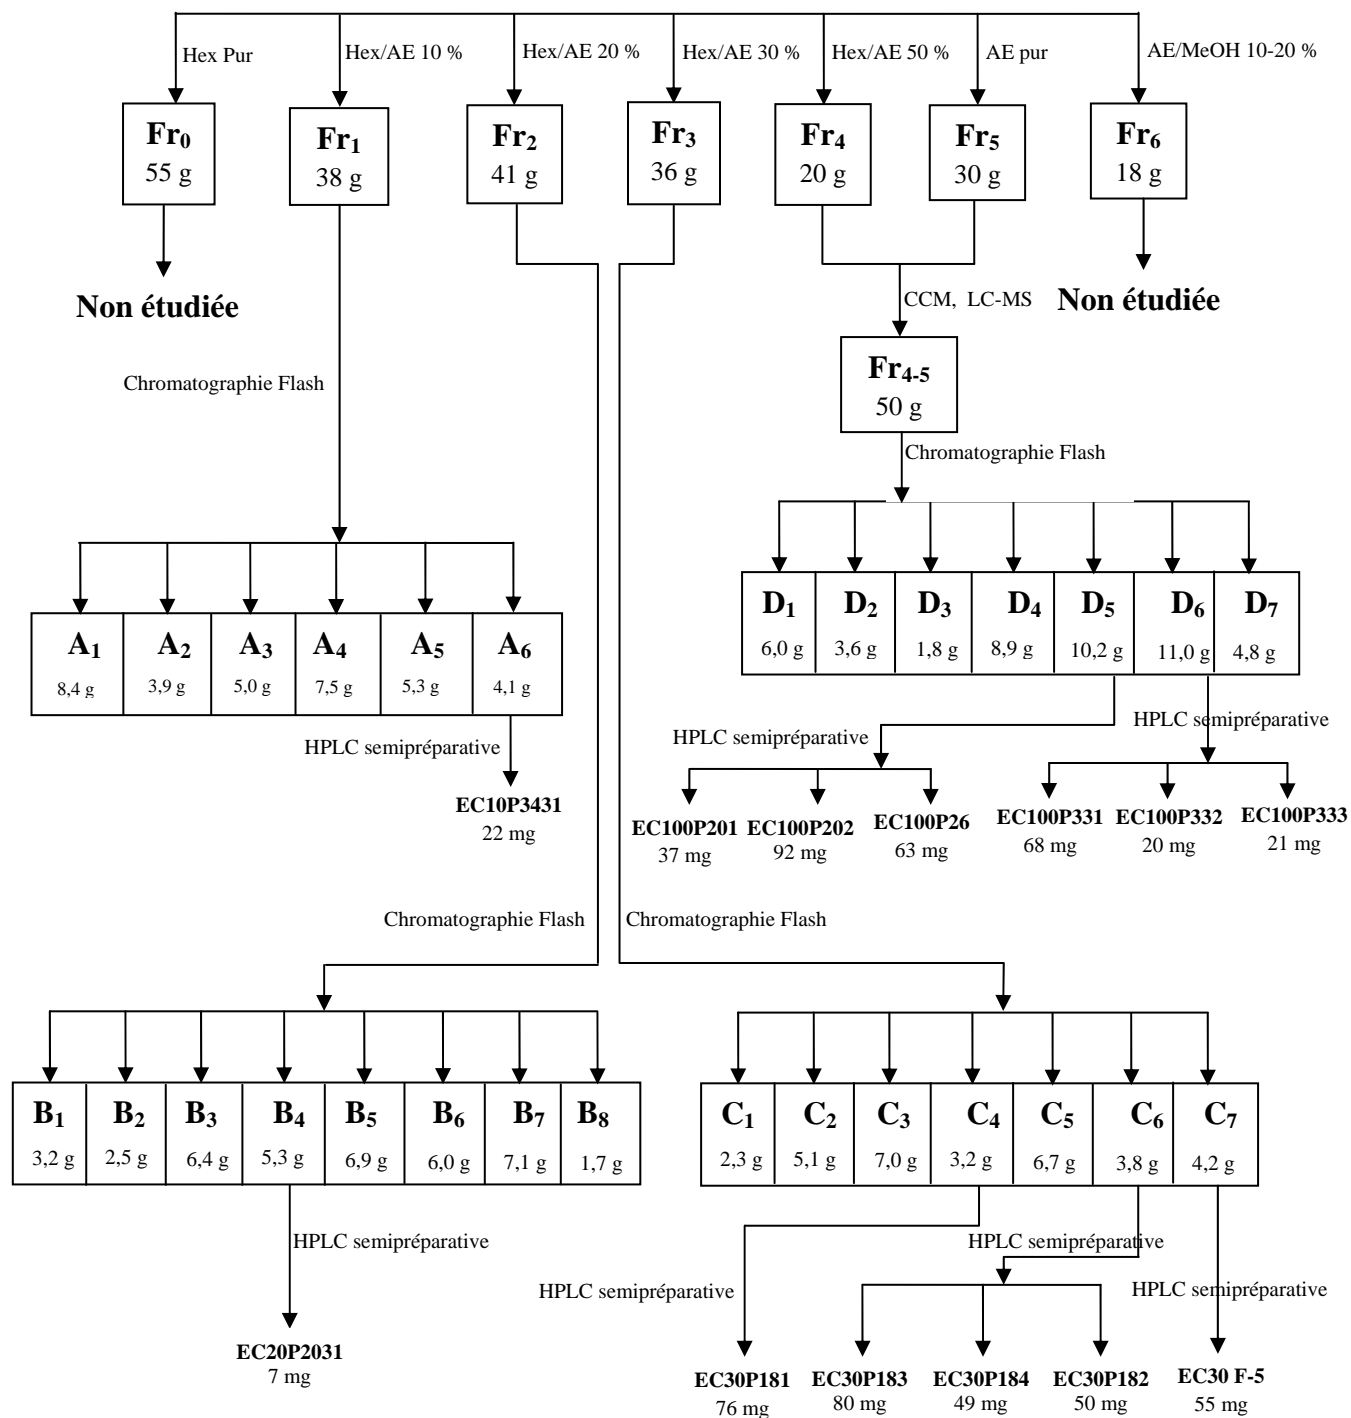 Hex Pur
Hex/AE 10 %
Hex/AE 20 %
Hex/AE 30 %
Hex/AE 50 %
AE pur
AE/MeOH 10-20 %
Fr₀
55 g
Fr₁
38 g
Fr₂
41 g
Fr₃
36 g
Fr₄
20 g
Fr₅
30 g
Fr₆
18 g
Non étudiée
CCM, LC-MS
Non étudiée
Fr₄₋₅
50 g
Chromatographie Flash
Chromatographie Flash
D₁
6,0 g
D₂
3,6 g
D₃
1,8 g
D₄
8,9 g
D₅
10,2 g
D₆
11,0 g
D₇
4,8 g
A₁
8,4 g
A₂
3,9 g
A₃
5,0 g
A₄
7,5 g
A₅
5,3 g
A₆
4,1 g
HPLC semipréparative
EC10P3431
22 mg
HPLC semipréparative
HPLC semipréparative
EC100P201
37 mg
EC100P202
92 mg
EC100P26
63 mg
EC100P331
68 mg
EC100P332
20 mg
EC100P333
21 mg
Chromatographie Flash
Chromatographie Flash
B₁
3,2 g
B₂
2,5 g
B₃
6,4 g
B₄
5,3 g
B₅
6,9 g
B₆
6,0 g
B₇
7,1 g
B₈
1,7 g
C₁
2,3 g
C₂
5,1 g
C₃
7,0 g
C₄
3,2 g
C₅
6,7 g
C₆
3,8 g
C₇
4,2 g
HPLC semipréparative
EC20P2031
7 mg
HPLC semipréparative
HPLC semipréparative
HPLC semipréparative
EC30P181
76 mg
EC30P183
80 mg
EC30P184
49 mg
EC30P182
50 mg
EC30 F-5
55 mg